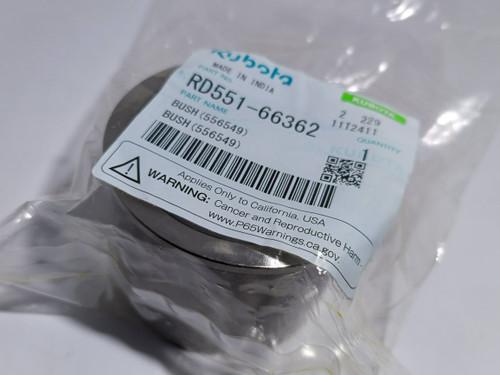 Kubota
MADE IN INDIA
PART NO.
RD551-66362
KUBOTA
2 229
1112411
PART NAME
QUANTITY
BUSH(556549)
BUSH(556549)
1
Applies Only to California, USA
WARNING: Cancer and Reproductive Harm
www.P65Warnings.ca.gov